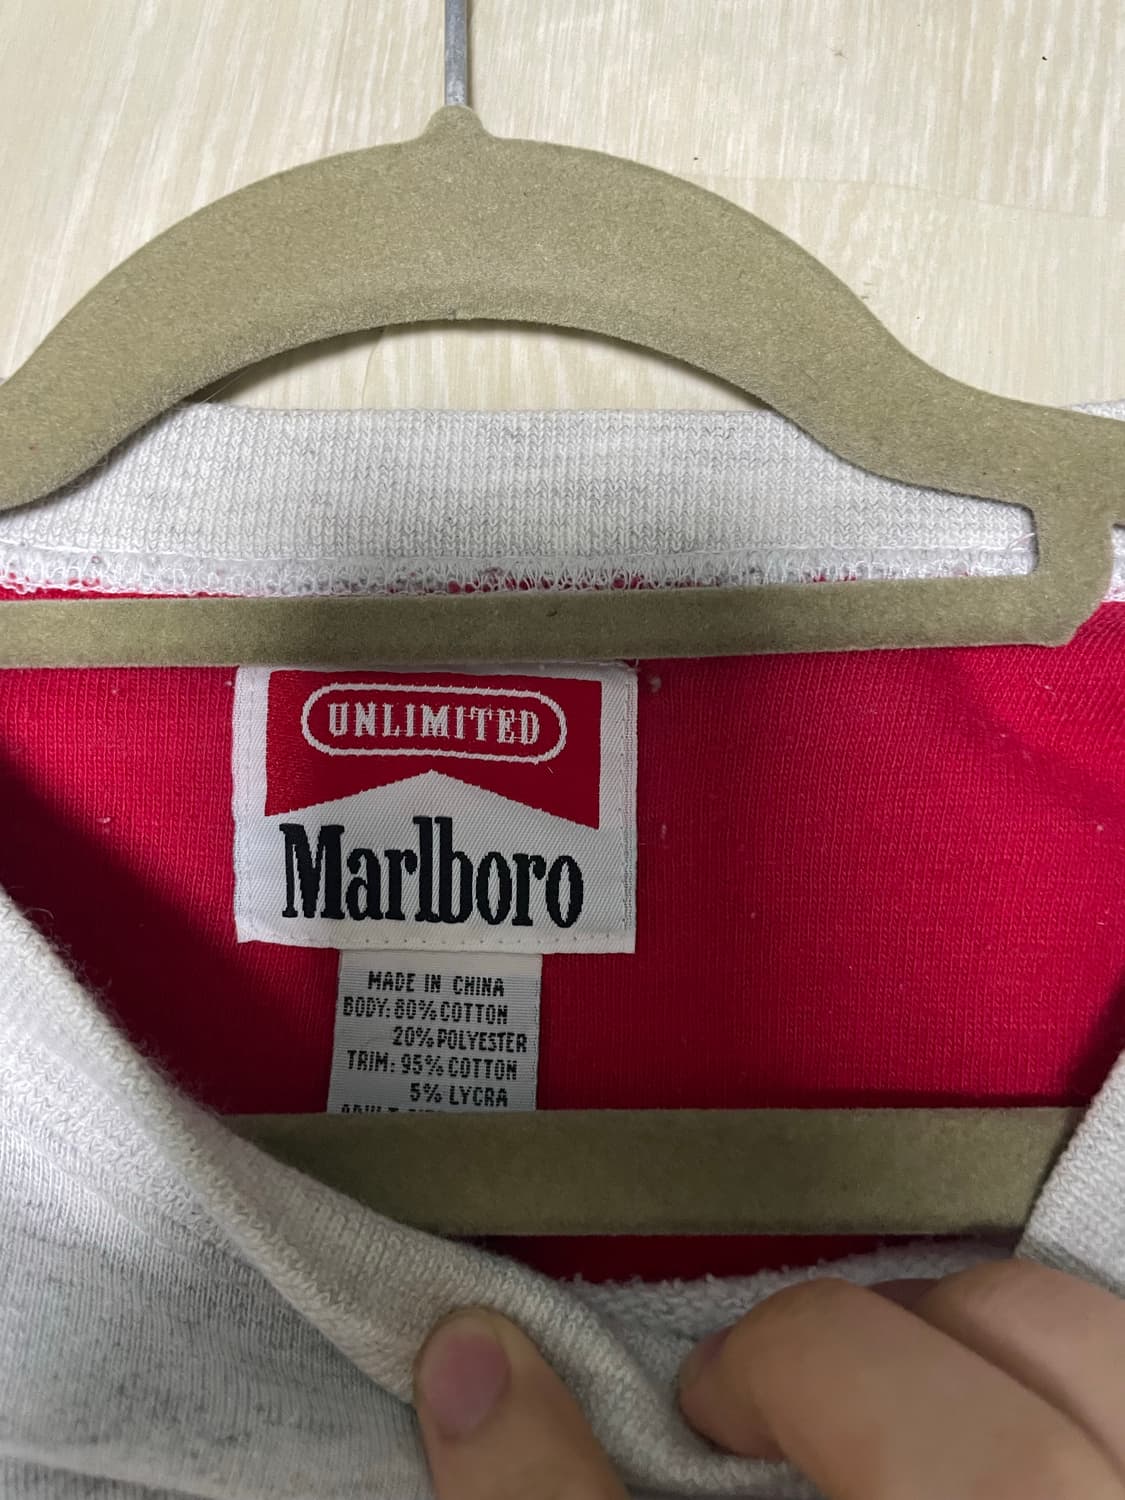 UNLIMITED
Marlboro
MADE IN CHINA
BODY: 80% COTTON
20% POLYESTER
TRIM: 95% COTTON
5% LYCRA